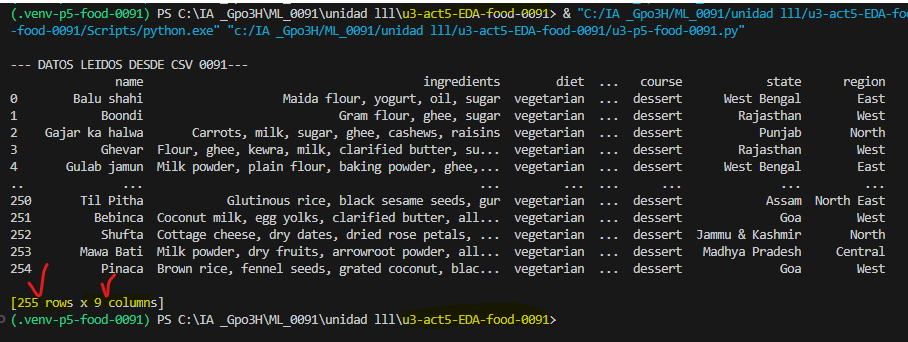 (.venv-p5-food-0091) PS C:\IA _Gpo3H\ML_0091\unidad lll\u3-act5-EDA-food-0091> & "C:/IA _Gpo3H/ML_0091/unidad lll/u3-act5-EDA-foo
-food-0091/Scripts/python.exe" "c:/IA _Gpo3H/ML_0091/unidad lll/u3-act5-EDA-food-0091/u3-p5-food-0091.py"
--- DATOS LEIDOS DESDE CSV 0091---
name ingredients diet ... course state region
0 Balu shahi Maida flour, yogurt, oil, sugar vegetarian ... dessert West Bengal East
1 Boondi Gram flour, ghee, sugar vegetarian ... dessert Rajasthan West
2 Gajar ka halwa Carrots, milk, sugar, ghee, cashews, raisins vegetarian ... dessert Punjab North
3 Ghevar Flour, ghee, kewra, milk, clarified butter, su... vegetarian ... dessert Rajasthan West
4 Gulab jamun Milk powder, plain flour, baking powder, ghee,... vegetarian ... dessert West Bengal East
.. ... ... ... ... ... ... ...
250 Til Pitha Glutinous rice, black sesame seeds, gur vegetarian ... dessert Assam North East
251 Bebinca Coconut milk, egg yolks, clarified butter, all... vegetarian ... dessert Goa West
252 Shufta Cottage cheese, dry dates, dried rose petals, ... vegetarian ... dessert Jammu & Kashmir North
253 Mawa Bati Milk powder, dry fruits, arrowroot powder, all... vegetarian ... dessert Madhya Pradesh Central
254 Pinaca Brown rice, fennel seeds, grated coconut, blac... vegetarian ... dessert Goa West
[255 rows x 9 columns]
(.venv-p5-food-0091) PS C:\IA _Gpo3H\ML_0091\unidad lll\u3-act5-EDA-food-0091>